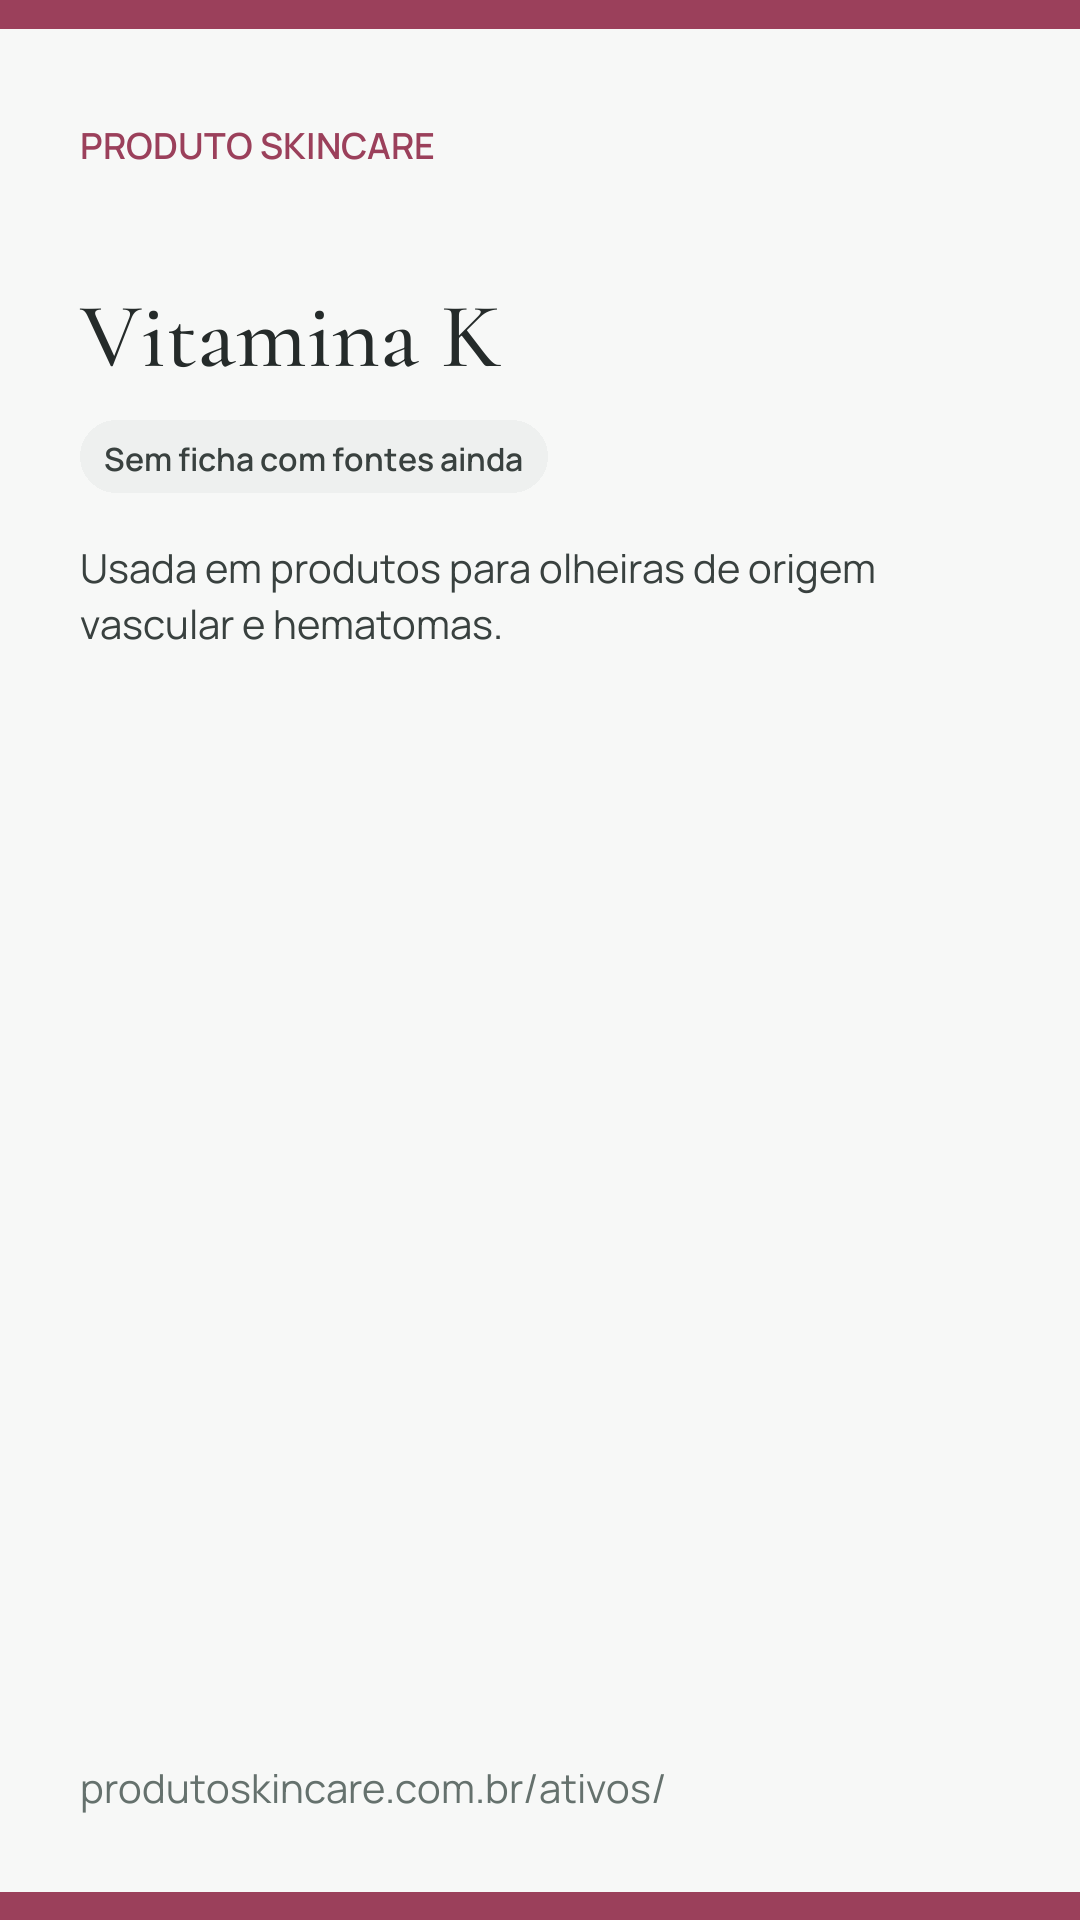 PRODUTO SKINCARE
Vitamina K
Sem ficha com fontes ainda
Usada em produtos para olheiras de origem
vascular e hematomas.
produtoskincare.com.br/ativos/